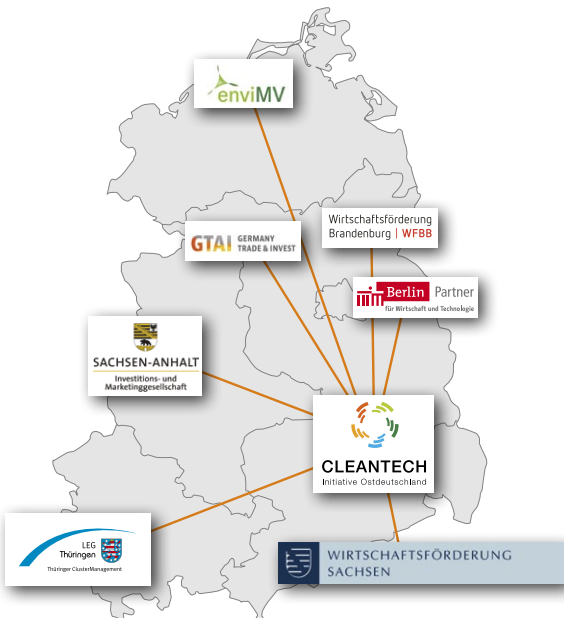 enviMV
Wirtschaftsförderung
Brandenburg | WFBB
GTAI GERMANY
TRADE & INVEST
Berlin Partner
für Wirtschaft und Technologie
SACHSEN-ANHALT
Investitions- und
Marketinggesellschaft
CLEANTECH
Initiative Ostdeutschland
LEG
Thüringen
Thüringer ClusterManagement
WIRTSCHAFTSFÖRDERUNG
SACHSEN